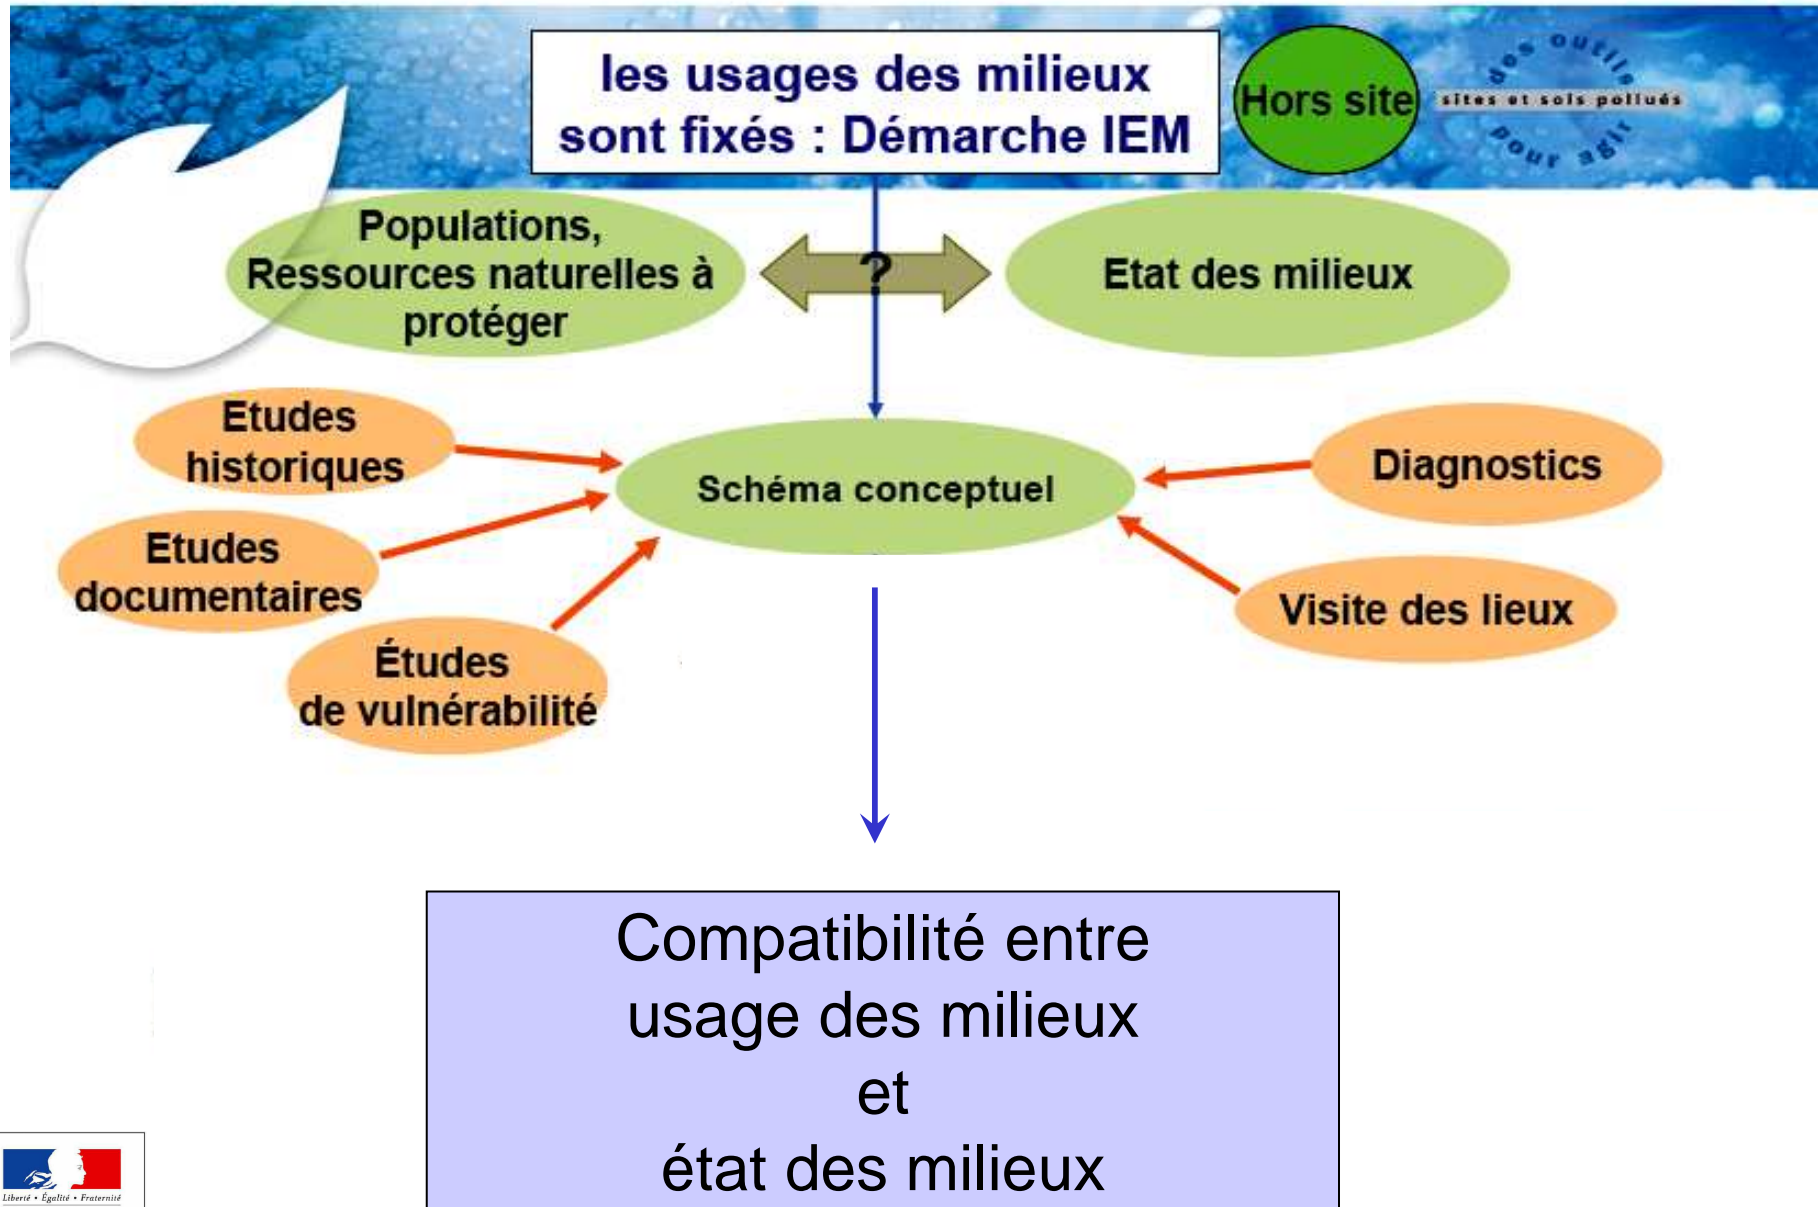 les usages des milieux
sont fixés : Démarche IEM
Hors site
des outils
sites et sols pollués
pour agir
Populations,
Ressources naturelles à
protéger
?
Etat des milieux
Etudes
historiques
Schéma conceptuel
Diagnostics
Etudes
documentaires
Visite des lieux
Études
de vulnérabilité
Compatibilité entre
usage des milieux
et
état des milieux
Liberté • Égalité • Fraternité